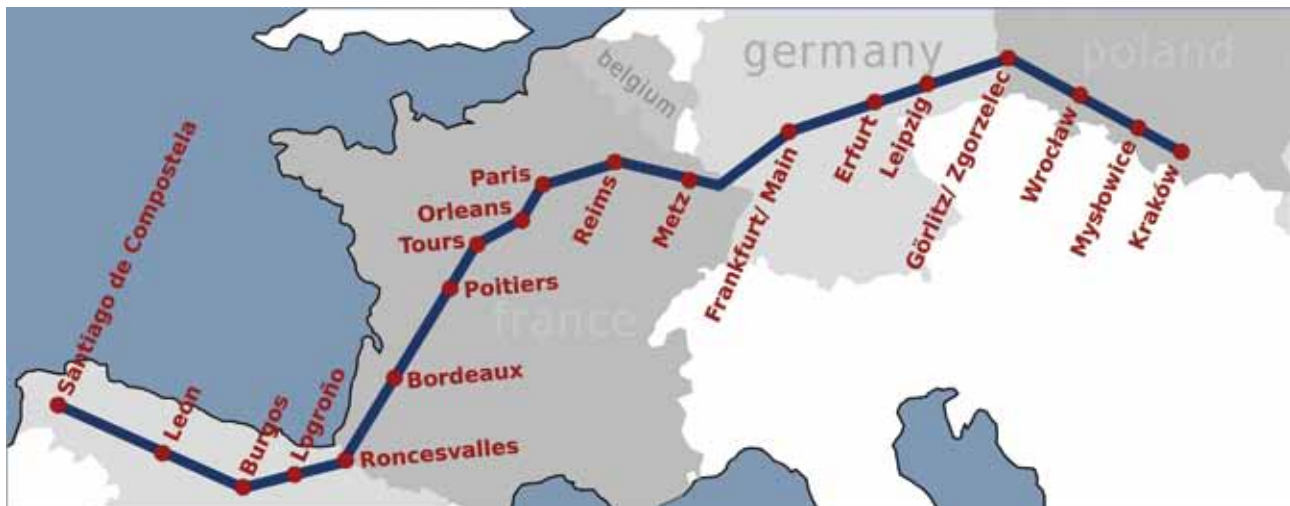 germany
poland
belgium
france
Santiago de Compostela
León
Burgos
Logroño
Roncesvalles
Bordeaux
Poitiers
Tours
Orleans
Paris
Reims
Metz
Frankfurt/ Main
Erfurt
Leipzig
Görlitz/ Zgorzelec
Wrocław
Mysłowice
Kraków